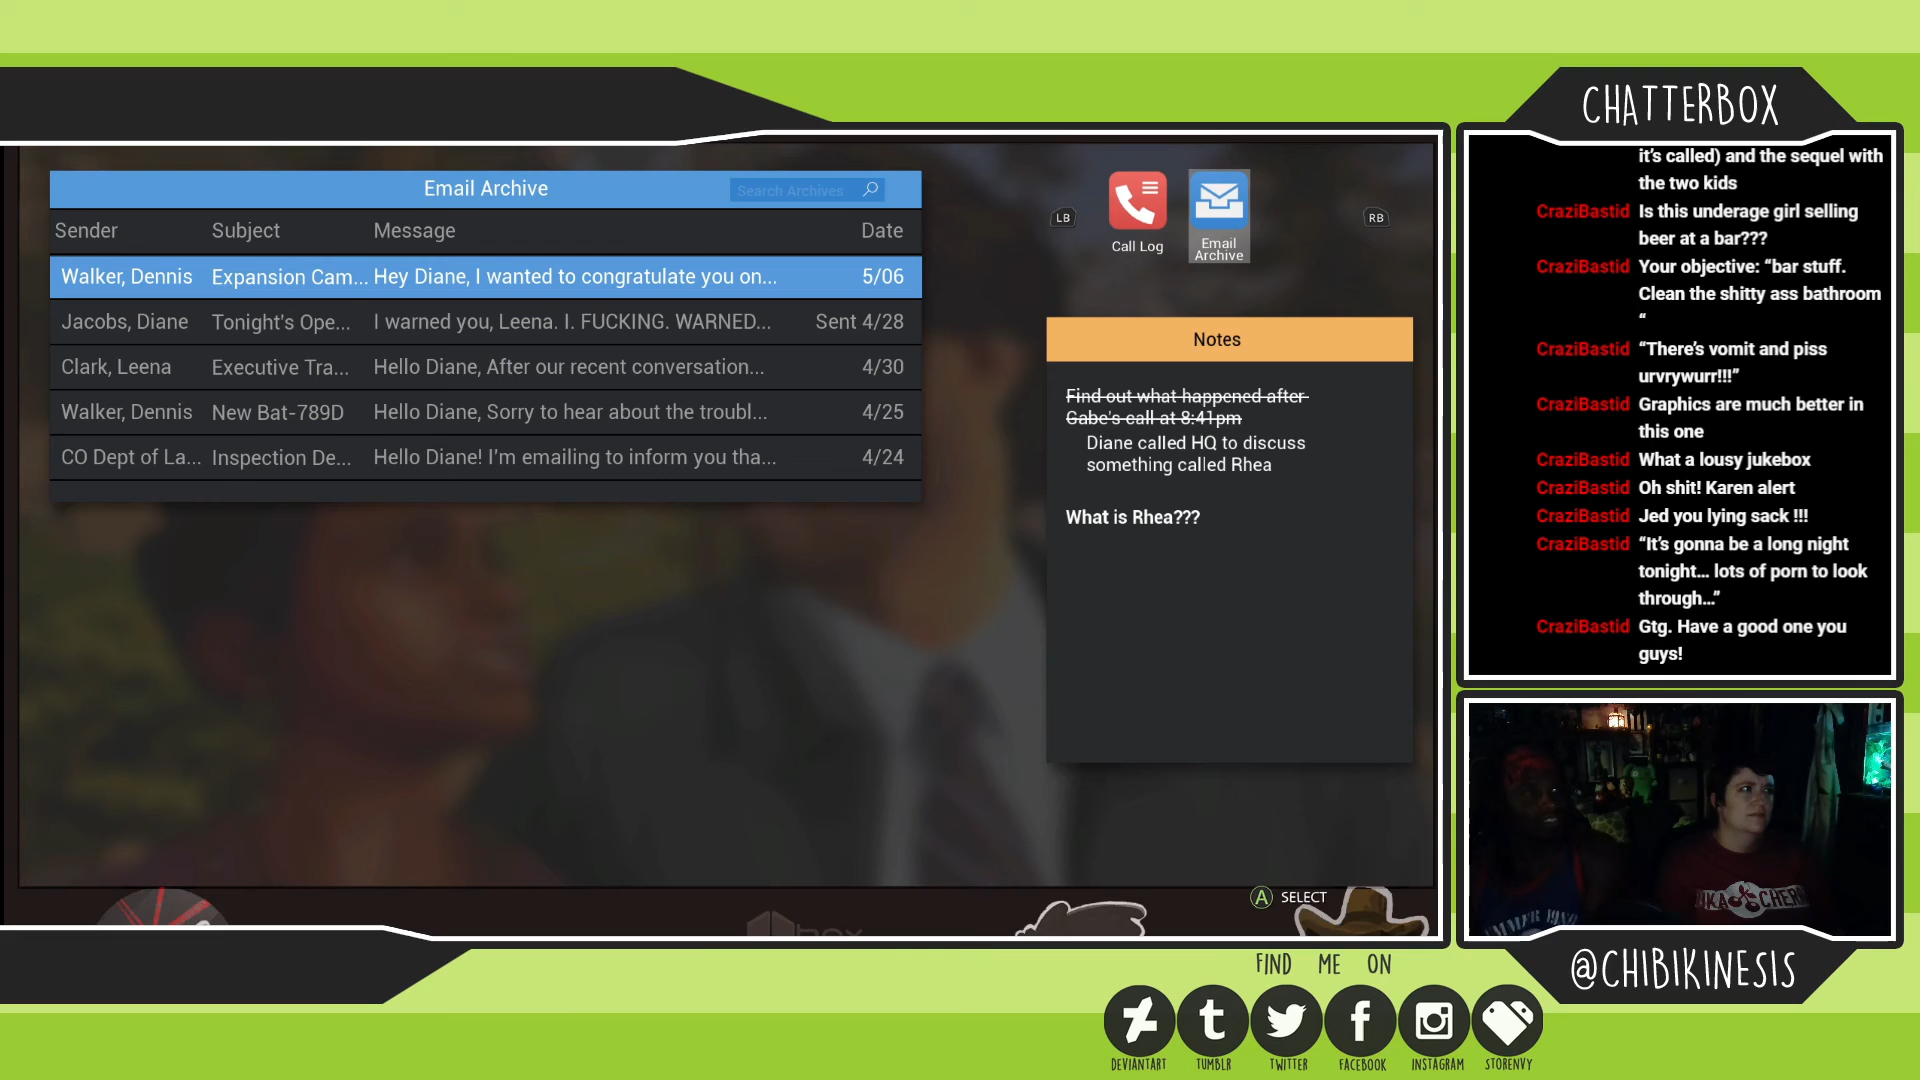 CHATTERBOX
Email Archive
Search Archives
Sender Subject Message Date
Walker, Dennis Expansion Cam... Hey Diane, I wanted to congratulate you on... 5/06
Jacobs, Diane Tonight's Ope... I warned you, Leena. I. FUCKING. WARNED... Sent 4/28
Clark, Leena Executive Tra... Hello Diane, After our recent conversation... 4/30
Walker, Dennis New Bat-789D Hello Diane, Sorry to hear about the troubl... 4/25
CO Dept of La... Inspection De... Hello Diane! I'm emailing to inform you tha... 4/24
LB
Call Log
Email
Archive
RB
Notes
Find out what happened after
Gabe's call at 8:41pm
Diane called HQ to discuss
something called Rhea
What is Rhea???
A SELECT
it's called) and the sequel with
the two kids
CraziBastid Is this underage girl selling
beer at a bar???
CraziBastid Your objective: “bar stuff.
Clean the shitty ass bathroom
“
CraziBastid “There's vomit and piss
urvrywurr!!!”
CraziBastid Graphics are much better in
this one
CraziBastid What a lousy jukebox
CraziBastid Oh shit! Karen alert
CraziBastid Jed you lying sack !!!
CraziBastid “It's gonna be a long night
tonight... lots of porn to look
through...”
CraziBastid Gtg. Have a good one you
guys!
@CHIBIKINESIS
FIND ME ON
DEVIANTART TUMBLR TWITTER FACEBOOK INSTAGRAM STORENVY